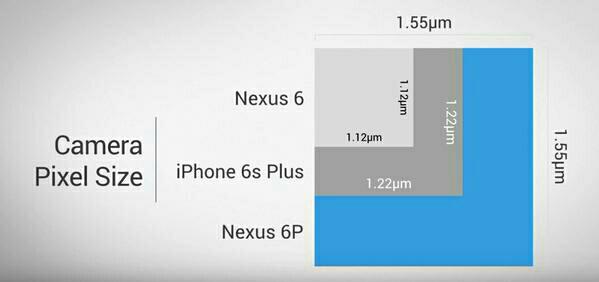 1.55µm
Nexus 6
1.12µm
1.12µm
1.22µm
1.55µm
Camera
Pixel Size
iPhone 6s Plus
1.22µm
Nexus 6P